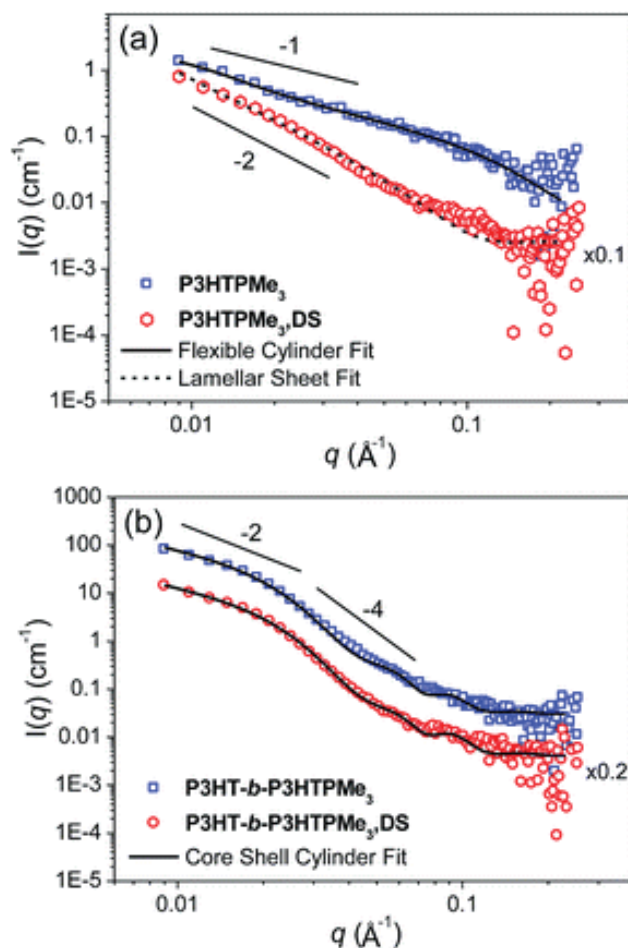 (a)
-1
-2
x0.1
P3HTPMe₃
P3HTPMe₃,DS
Flexible Cylinder Fit
Lamellar Sheet Fit
1
0.1
0.01
1E-3
1E-4
1E-5
I(q) (cm⁻¹)
0.01
0.1
q (Å⁻¹)
(b)
-2
-4
x0.2
P3HT-b-P3HTPMe₃
P3HT-b-P3HTPMe₃,DS
Core Shell Cylinder Fit
1000
100
10
1
0.1
0.01
1E-3
1E-4
1E-5
I(q) (cm⁻¹)
0.01
0.1
q (Å⁻¹)